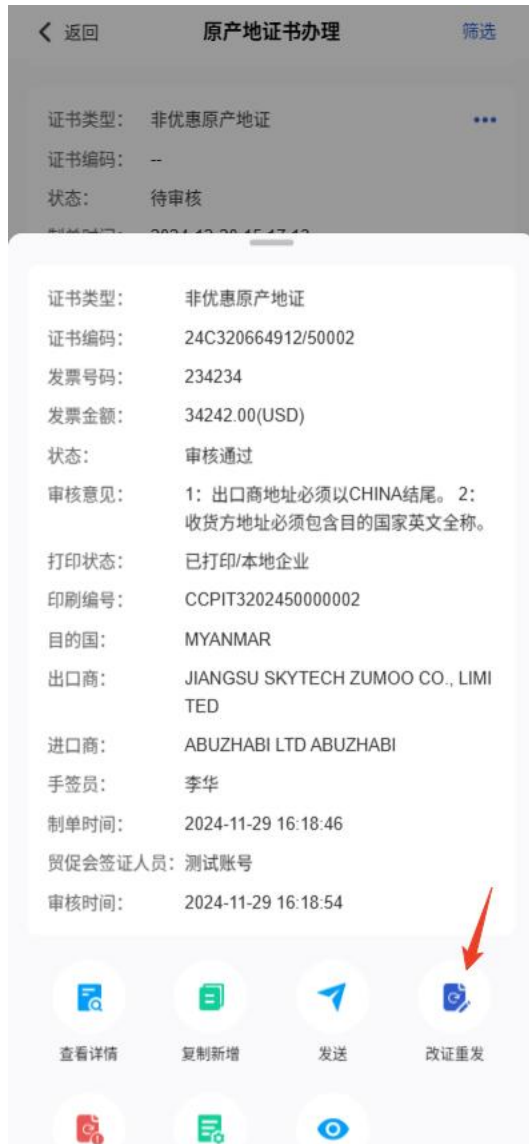 返回 原产地证书办理 筛选
证书类型： 非优惠原产地证
证书编码： --
状态： 待审核
证书类型： 非优惠原产地证
证书编码： 24C320664912/50002
发票号码： 234234
发票金额： 34242.00(USD)
状态： 审核通过
审核意见： 1：出口商地址必须以CHINA结尾。 2：
收货方地址必须包含目的国家英文全称。
打印状态： 已打印/本地企业
印刷编号： CCPIT3202450000002
目的国： MYANMAR
出口商： JIANGSU SKYTECH ZUMOO CO., LIMI
TED
进口商： ABUZHABI LTD ABUZHABI
手签员： 李华
制单时间： 2024-11-29 16:18:46
贸促会签证人员：测试账号
审核时间： 2024-11-29 16:18:54
查看详情 复制新增 发送 改证重发